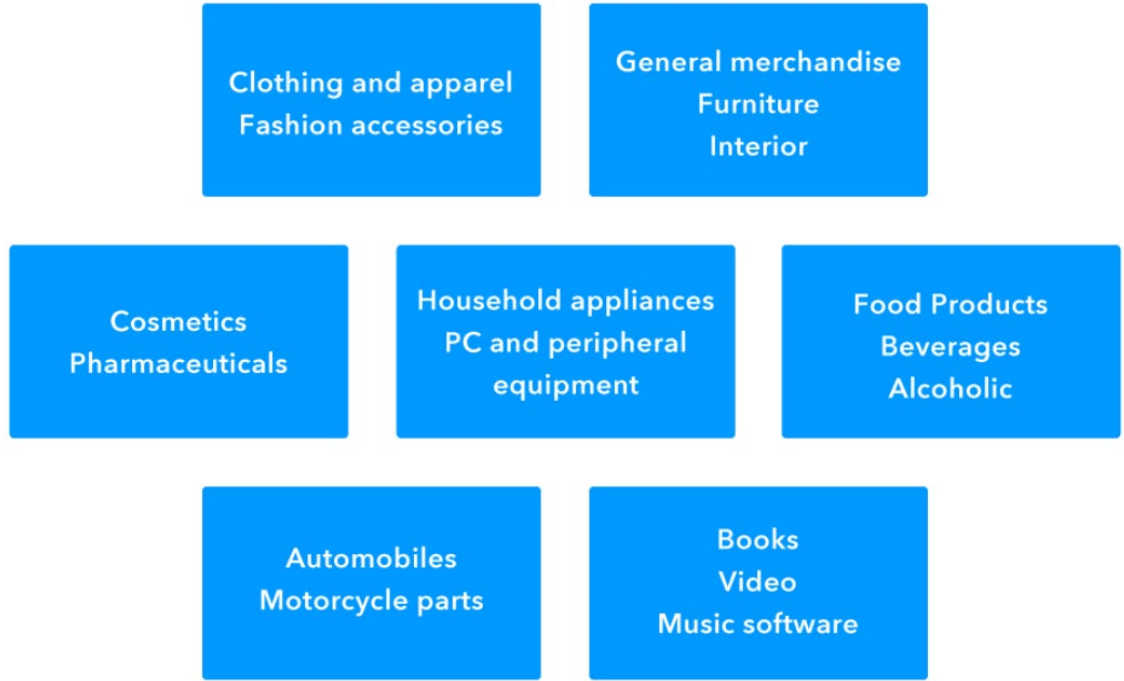 Clothing and apparel
Fashion accessories
General merchandise
Furniture
Interior
Cosmetics
Pharmaceuticals
Household appliances
PC and peripheral
equipment
Food Products
Beverages
Alcoholic
Automobiles
Motorcycle parts
Books
Video
Music software